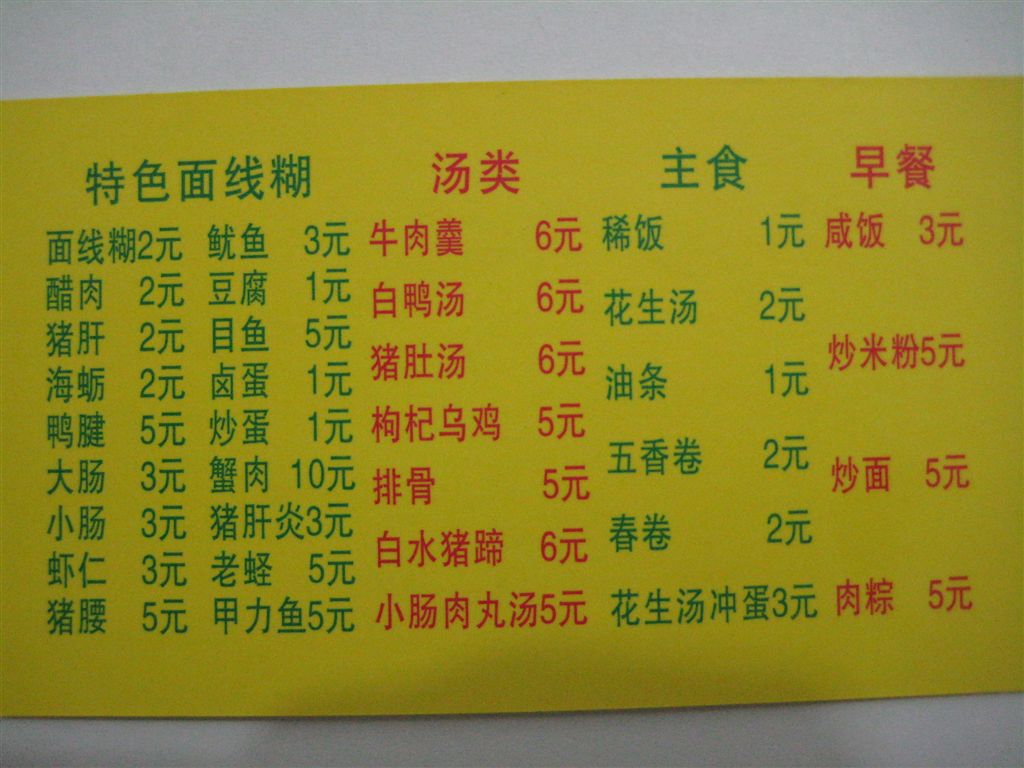 特色面线糊
面线糊2元 鱿鱼 3元
醋肉 2元 豆腐 1元
猪肝 2元 目鱼 5元
海蛎 2元 卤蛋 1元
鸭腱 5元 炒蛋 1元
大肠 3元 蟹肉 10元
小肠 3元 猪肝炎3元
虾仁 3元 老蛏 5元
猪腰 5元 甲力鱼5元
汤类
牛肉羹 6元
白鸭汤 6元
猪肚汤 6元
枸杞乌鸡 5元
排骨 5元
白水猪蹄 6元
小肠肉丸汤5元
主食
稀饭 1元
花生汤 2元
油条 1元
五香卷 2元
春卷 2元
花生汤冲蛋3元
早餐
咸饭 3元
炒米粉5元
炒面 5元
肉粽 5元